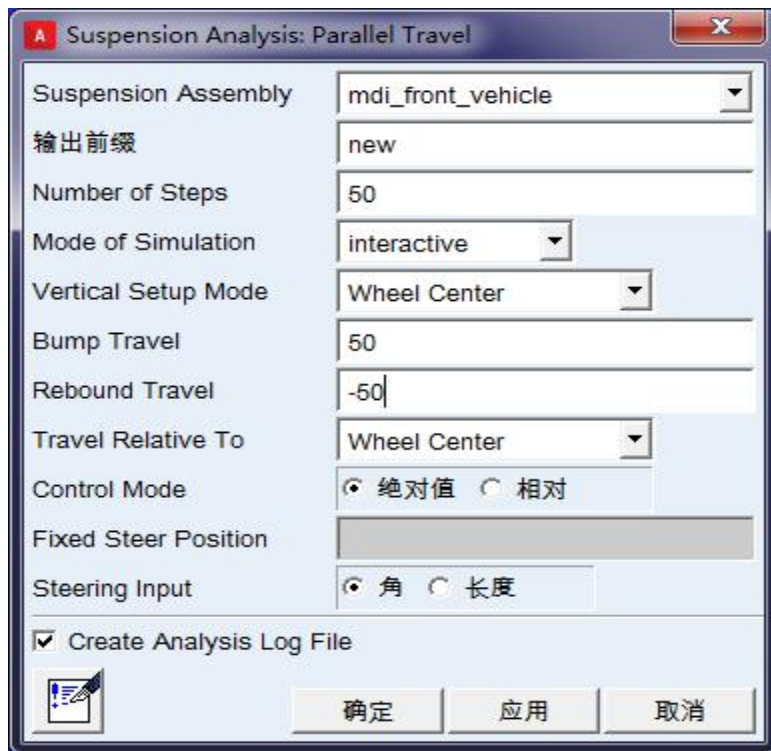 A Suspension Analysis: Parallel Travel X
Suspension Assembly mdi_front_vehicle
输出前缀 new
Number of Steps 50
Mode of Simulation interactive
Vertical Setup Mode Wheel Center
Bump Travel 50
Rebound Travel -50
Travel Relative To Wheel Center
Control Mode 绝对值 相对
Fixed Steer Position
Steering Input 角 长度
Create Analysis Log File
确定 应用 取消